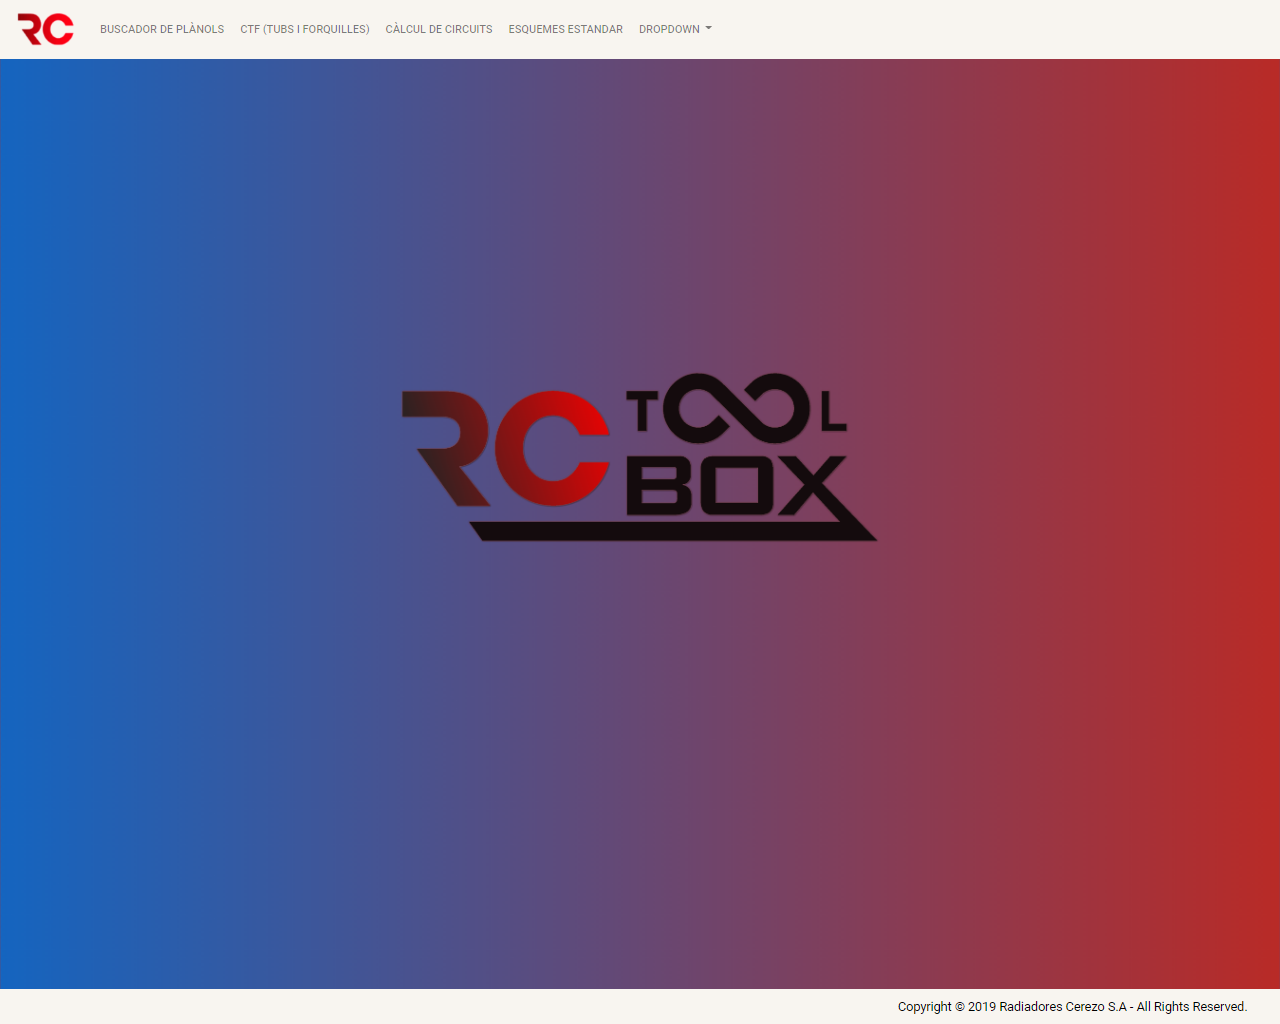 RC
BUSCADOR DE PLÀNOLS
CTF (TUBS I FORQUILLES)
CÀLCUL DE CIRCUITS
ESQUEMES ESTANDAR
DROPDOWN
RC TOOL
BOX
Copyright © 2019 Radiadores Cerezo S.A - All Rights Reserved.